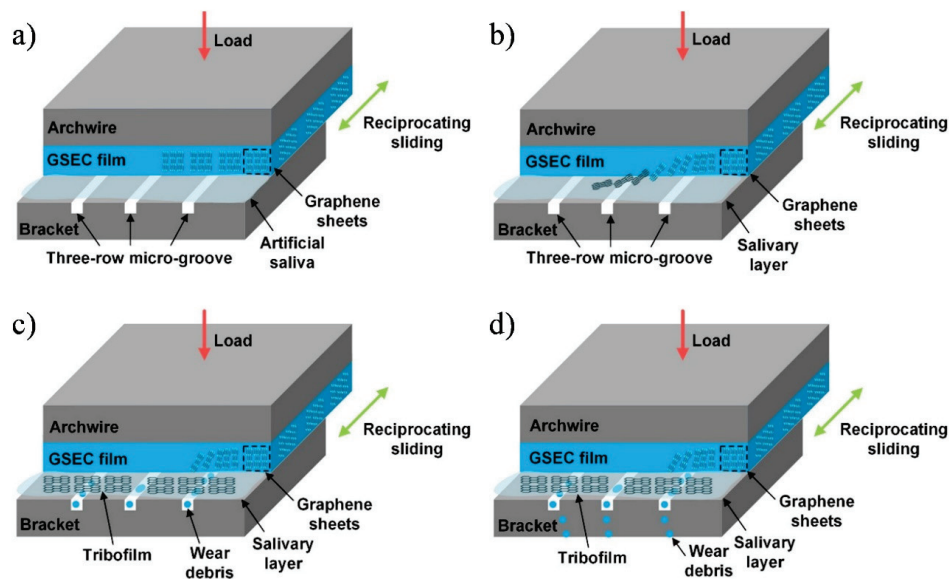 a)
Load
Archwire
GSEC film
Reciprocating
sliding
Graphene
sheets
Bracket
Three-row micro-groove
Artificial
saliva
b)
Load
Archwire
GSEC film
Reciprocating
sliding
Graphene
sheets
Bracket
Three-row micro-groove
Salivary
layer
c)
Load
Archwire
GSEC film
Reciprocating
sliding
Graphene
sheets
Bracket
Tribofilm
Wear
debris
Salivary
layer
d)
Load
Archwire
GSEC film
Reciprocating
sliding
Graphene
sheets
Bracket
Tribofilm
Wear
debris
Salivary
layer